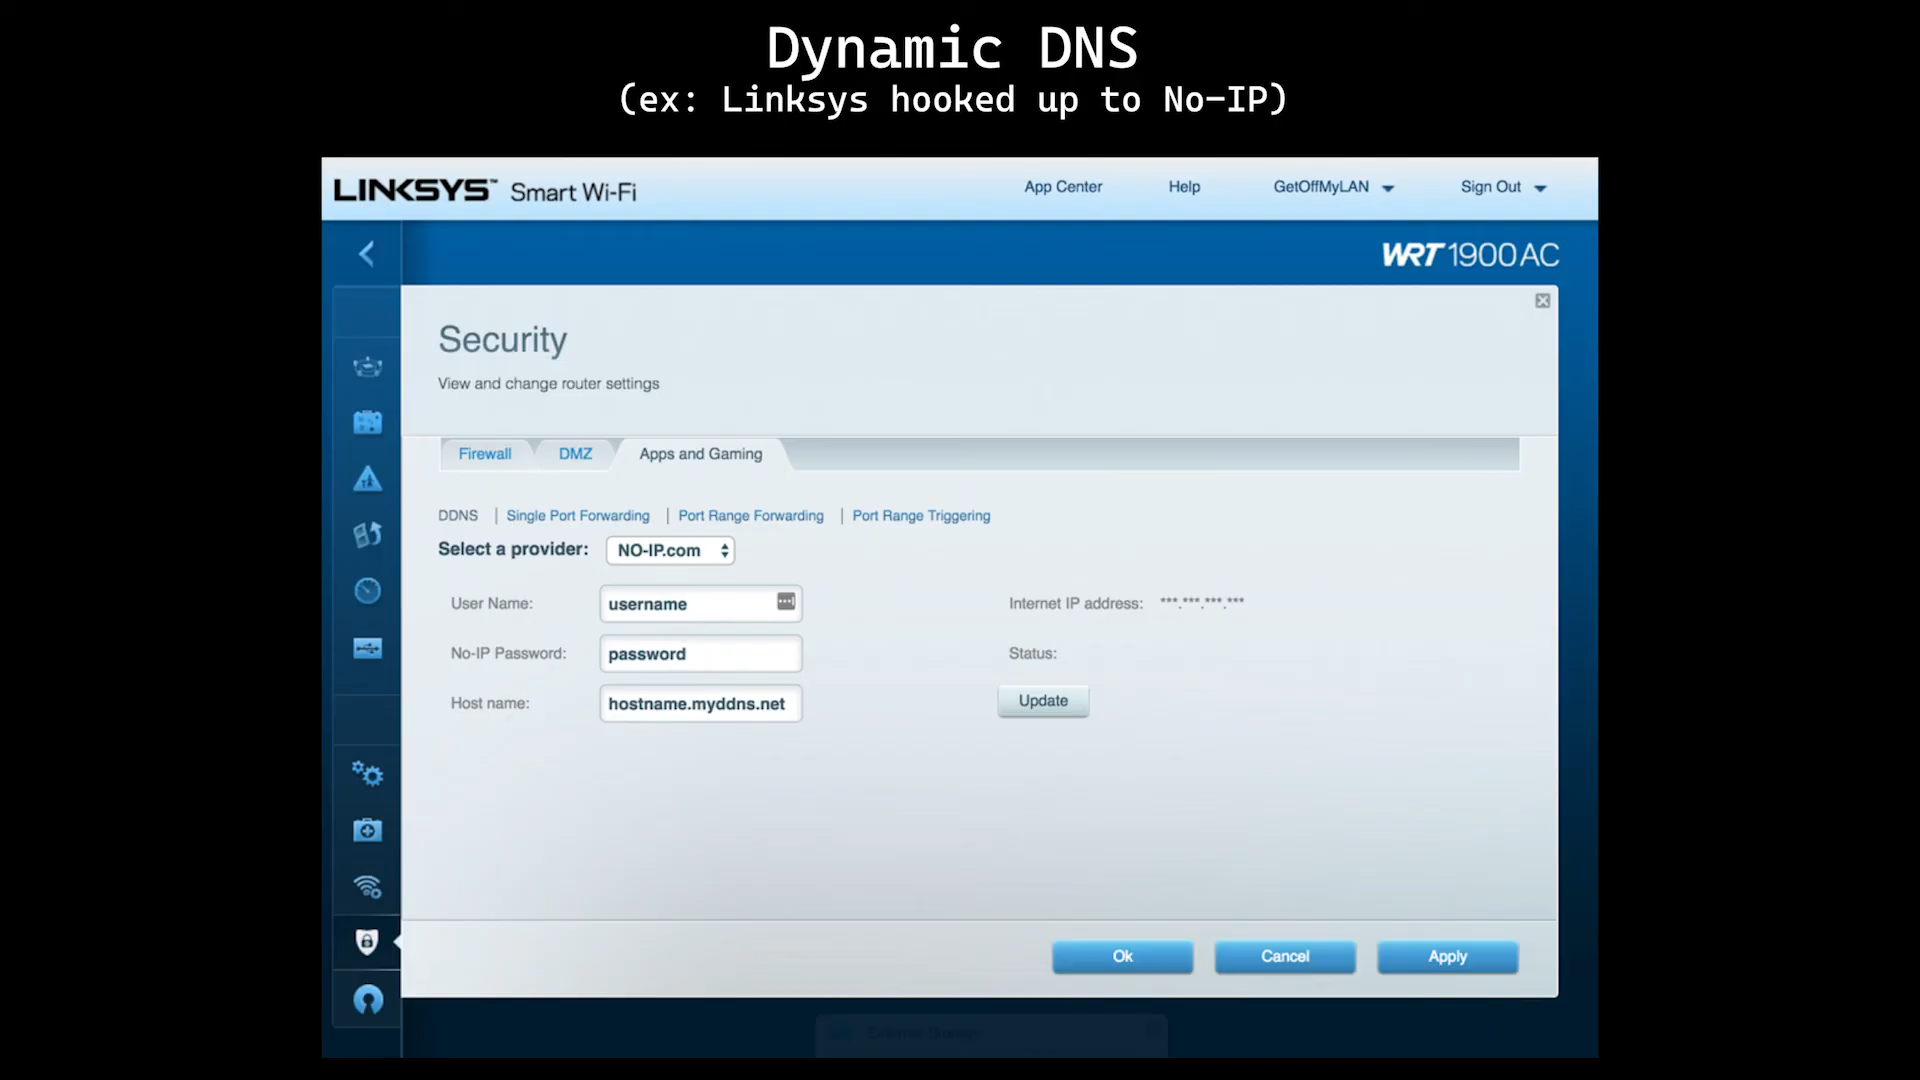 Dynamic DNS
(ex: Linksys hooked up to No-IP)
LINKSYS™ Smart Wi-Fi
App Center
Help
GetOffMyLAN
Sign Out
WRT1900AC
Security
View and change router settings
Firewall
DMZ
Apps and Gaming
DDNS | Single Port Forwarding | Port Range Forwarding | Port Range Triggering
Select a provider: NO-IP.com
User Name: username
Internet IP address: ***.***.***.***
No-IP Password: password
Status:
Host name: hostname.myddns.net
Update
Ok
Cancel
Apply
External Storage